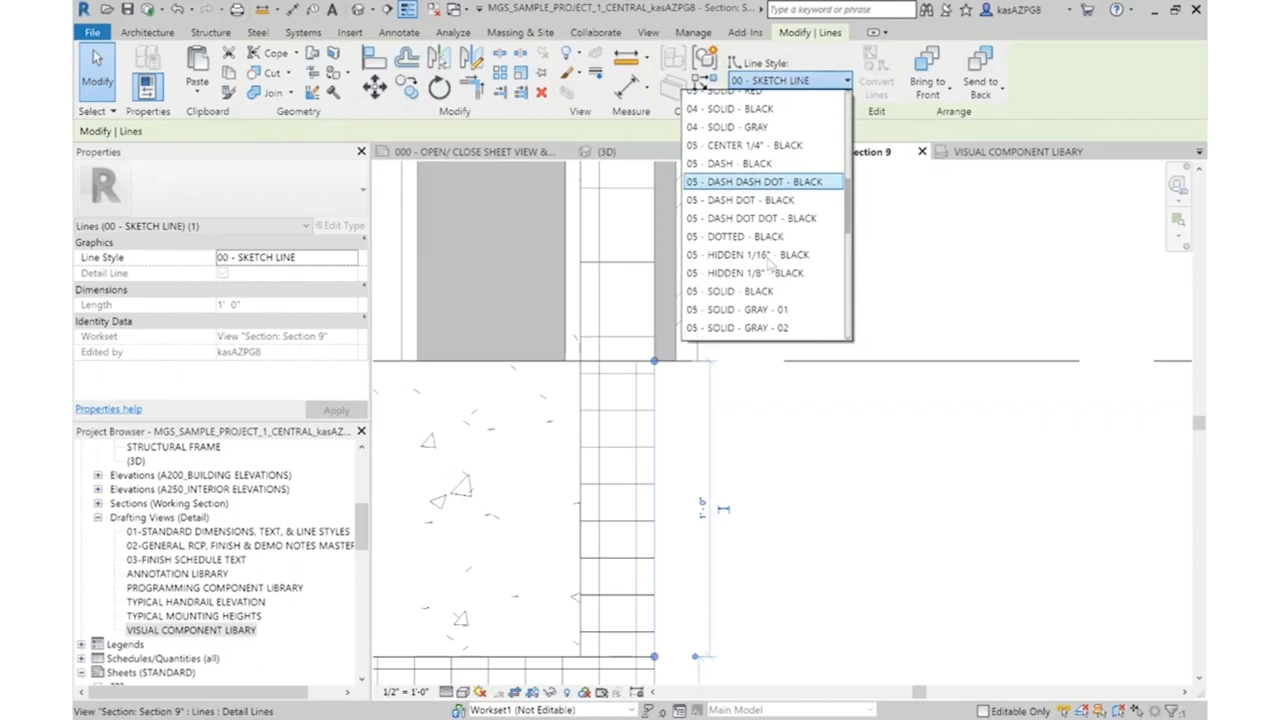 MGS_SAMPLE_PROJECT_1_CENTRAL_kasAZPG8 - Section: S...
Type a keyword or phrase
kasAZPG8
File
Architecture
Structure
Steel
Systems
Insert
Annotate
Massing & Site
Collaborate
View
Manage
Add-Ins
Modify | Lines
Modify
Paste
Cope
Cut
Join
Line Style:
00 - SKETCH LINE
Convert
Lines
Bring to
Front
Send to
Back
Select
Properties
Clipboard
Geometry
Modify
View
Measure
Edit
Arrange
Modify | Lines
Properties
000 - OPEN/ CLOSE SHEET VIEW &...
{3D}
Section 9
VISUAL COMPONENT LIBRARY
04 - SOLID - BLACK
04 - SOLID - GRAY
05 - CENTER 1/4" - BLACK
05 - DASH - BLACK
05 - DASH DASH DOT - BLACK
05 - DASH DOT - BLACK
05 - DASH DOT DOT - BLACK
05 - DOTTED - BLACK
05 - HIDDEN 1/16" - BLACK
05 - HIDDEN 1/8" - BLACK
05 - SOLID - BLACK
05 - SOLID - GRAY - 01
05 - SOLID - GRAY - 02
Lines (00 - SKETCH LINE) (1)
Edit Type
Graphics
Line Style
00 - SKETCH LINE
Detail Line
Dimensions
Length
1' 0"
Identity Data
Workset
View "Section: Section 9"
Edited by
kasAZPG8
Properties help
Apply
Project Browser - MGS_SAMPLE_PROJECT_1_CENTRAL_kasAZ...
STRUCTURAL FRAME
{3D}
Elevations (A200_BUILDING ELEVATIONS)
Elevations (A250_INTERIOR ELEVATIONS)
Sections (Working Section)
Drafting Views (Detail)
01-STANDARD DIMENSIONS, TEXT, & LINE STYLES
02-GENERAL, RCP, FINISH & DEMO NOTES MASTER
03-FINISH SCHEDULE TEXT
ANNOTATION LIBRARY
PROGRAMMING COMPONENT LIBRARY
TYPICAL HANDRAIL ELEVATION
TYPICAL MOUNTING HEIGHTS
VISUAL COMPONENT LIBARY
Legends
Schedules/Quantities (all)
Sheets (STANDARD)
1'-0"
1/2" = 1'-0"
View "Section: Section 9" : Lines : Detail Lines
Workset1 (Not Editable)
:0
Main Model
Editable Only
:1